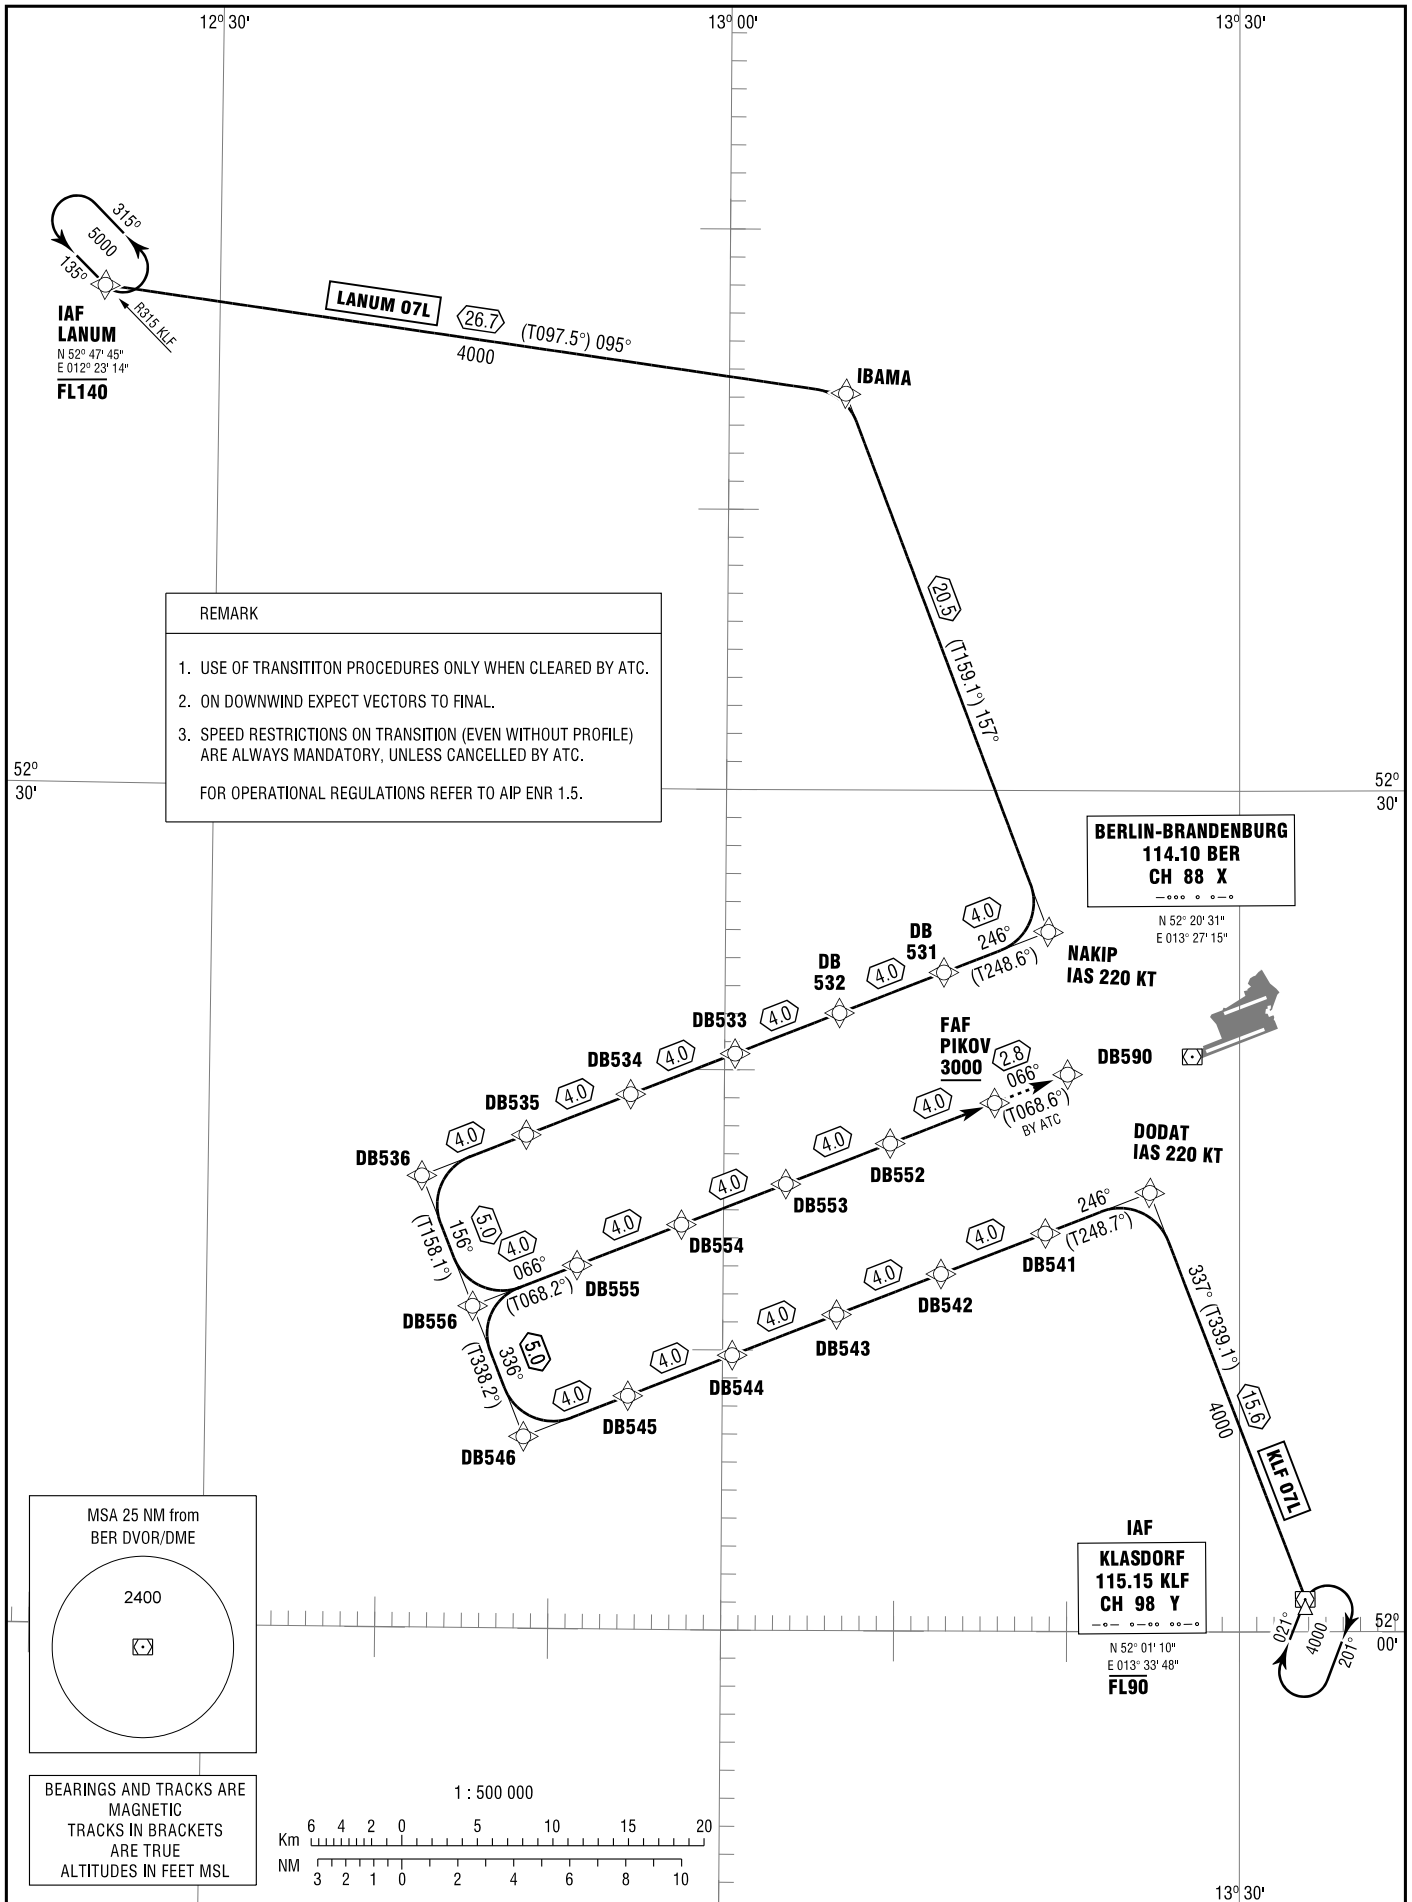 12° 30'
13° 00'
13° 30'
315°
5000
135°
R315 KLF
IAF
LANUM
N 52° 47' 45"
E 012° 23' 14"
FL140
LANUM 07L
26.7
(T097.5°) 095°
4000
IBAMA
20.5
(T159.1°) 157°
REMARK
1. USE OF TRANSITITON PROCEDURES ONLY WHEN CLEARED BY ATC.
2. ON DOWNWIND EXPECT VECTORS TO FINAL.
3. SPEED RESTRICTIONS ON TRANSITION (EVEN WITHOUT PROFILE)
ARE ALWAYS MANDATORY, UNLESS CANCELLED BY ATC.
FOR OPERATIONAL REGULATIONS REFER TO AIP ENR 1.5.
52°
30'
52°
30'
BERLIN-BRANDENBURG
114.10 BER
CH 88 X
N 52° 20' 31"
E 013° 27' 15"
4.0
246°
(T248.6°)
NAKIP
IAS 220 KT
DB
531
4.0
DB
532
4.0
DB533
4.0
DB534
4.0
DB535
4.0
DB536
FAF
PIKOV
3000
2.8
066°
(T068.6°)
BY ATC
DB590
4.0
DB552
4.0
DB553
4.0
DB554
4.0
DB555
4.0
066°
(T068.2°)
5.0
156°
(T158.1°)
DB556
5.0
336°
(T338.2°)
DODAT
IAS 220 KT
246°
(T248.7°)
4.0
DB541
4.0
DB542
4.0
DB543
4.0
DB544
4.0
DB545
DB546
337° (T339.1°)
15.6
4000
KLF 07L
IAF
KLASDORF
115.15 KLF
CH 98 Y
N 52° 01' 10"
E 013° 33' 48"
FL90
021°
4000
201°
52°
00'
MSA 25 NM from
BER DVOR/DME
2400
BEARINGS AND TRACKS ARE
MAGNETIC
TRACKS IN BRACKETS
ARE TRUE
ALTITUDES IN FEET MSL
1 : 500 000
Km 6 4 2 0 5 10 15 20
NM 3 2 1 0 2 4 6 8 10
13° 30'